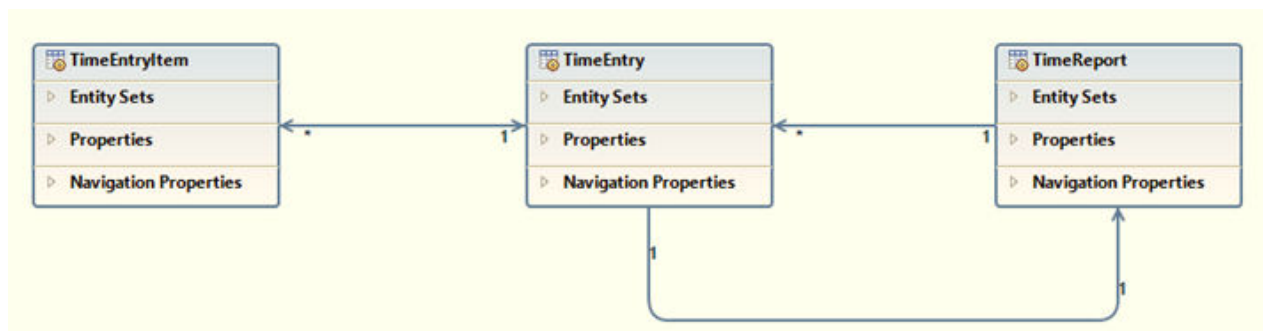 TimeEntryItem
Entity Sets
Properties
Navigation Properties
* 1
TimeEntry
Entity Sets
Properties
Navigation Properties
* 1
TimeReport
Entity Sets
Properties
Navigation Properties
1
1